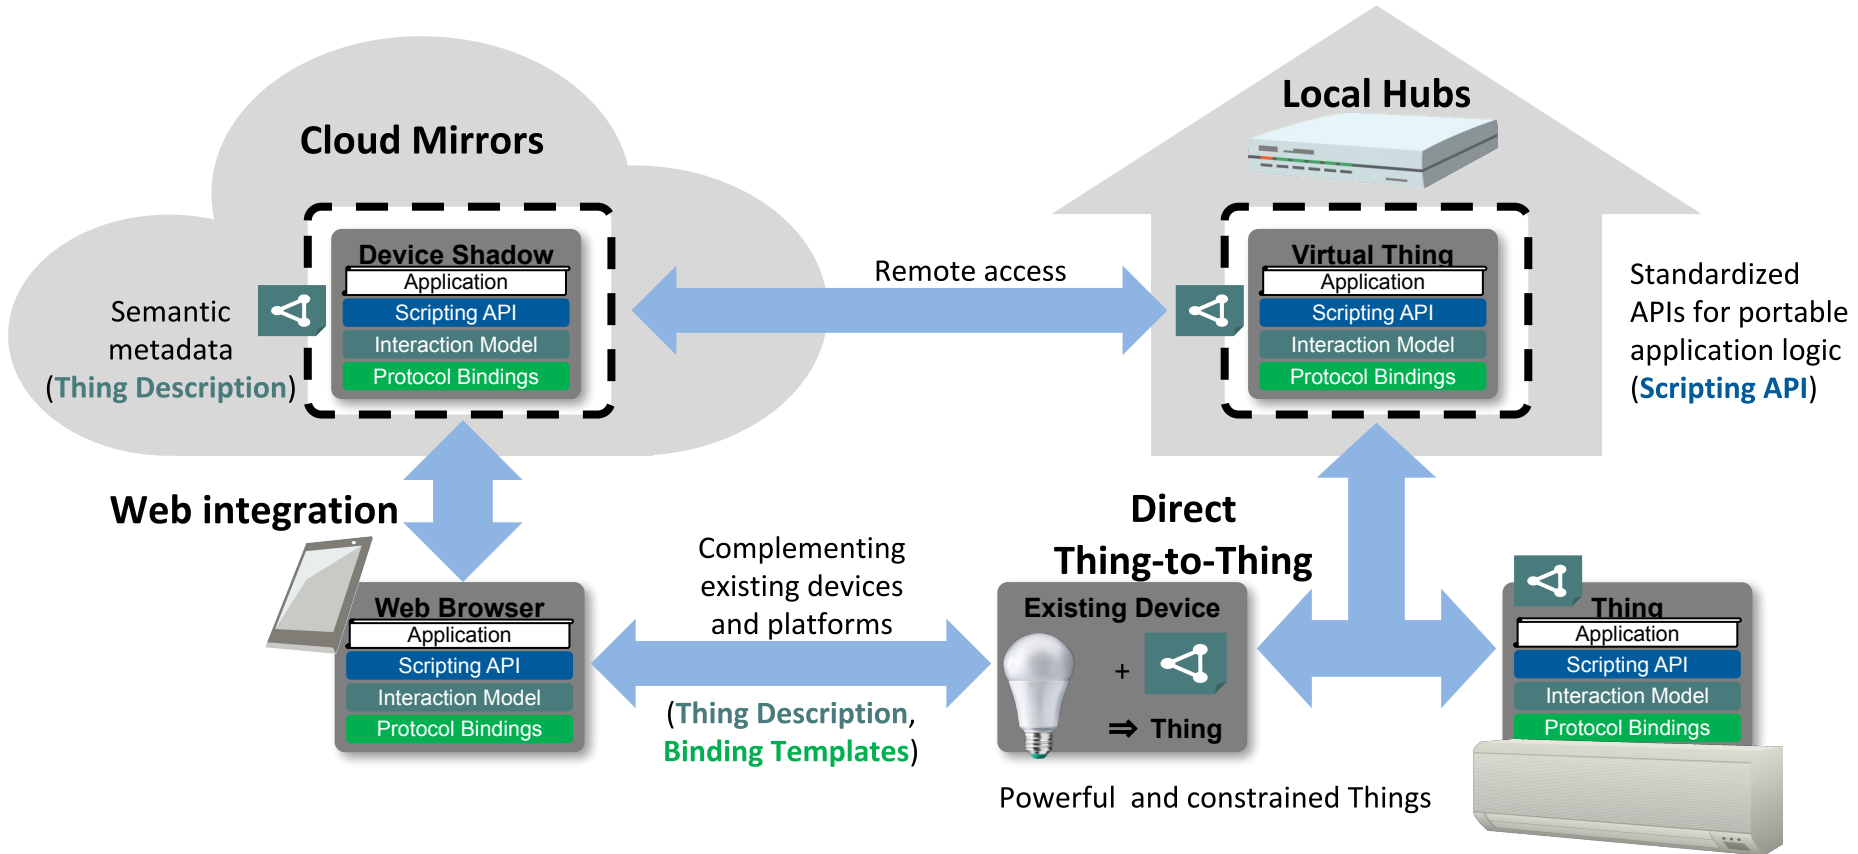 Cloud Mirrors
Local Hubs
Device Shadow
Application
Scripting API
Interaction Model
Protocol Bindings
Semantic
metadata
(Thing Description)
Remote access
Virtual Thing
Application
Scripting API
Interaction Model
Protocol Bindings
Standardized
APIs for portable
application logic
(Scripting API)
Web integration
Direct
Thing-to-Thing
Web Browser
Application
Scripting API
Interaction Model
Protocol Bindings
Complementing
existing devices
and platforms
(Thing Description,
Binding Templates)
Existing Device
+
⇒ Thing
Powerful and constrained Things
Thing
Application
Scripting API
Interaction Model
Protocol Bindings